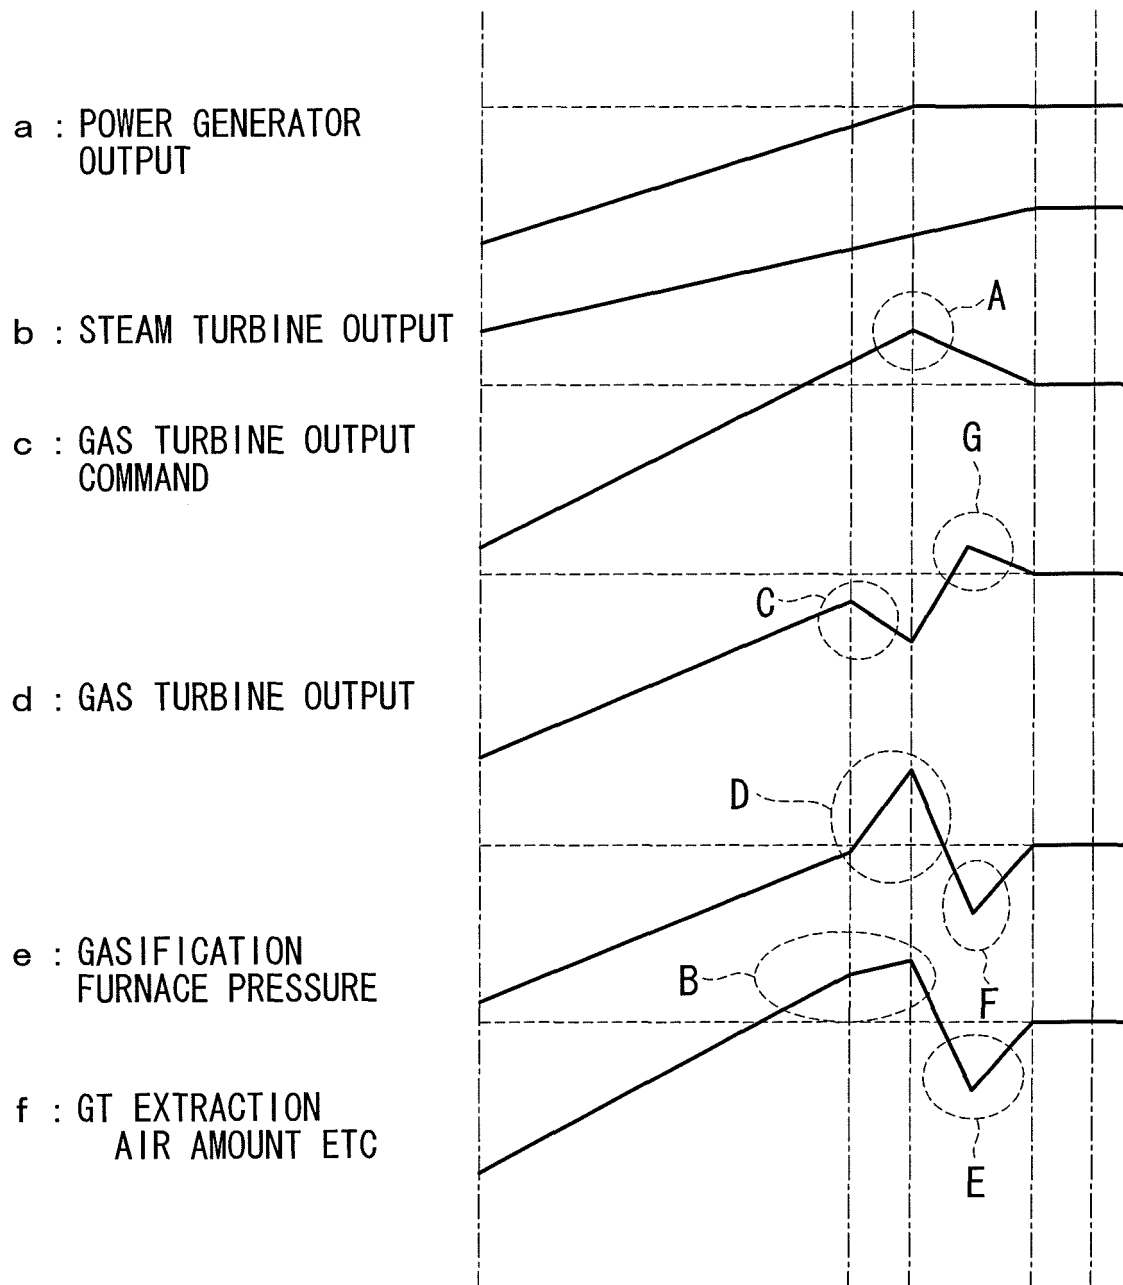 a : POWER GENERATOR
OUTPUT
A
b : STEAM TURBINE OUTPUT
c : GAS TURBINE OUTPUT
COMMAND
G
C
d : GAS TURBINE OUTPUT
D
e : GASIFICATION
FURNACE PRESSURE
B
F
f : GT EXTRACTION
AIR AMOUNT ETC
E